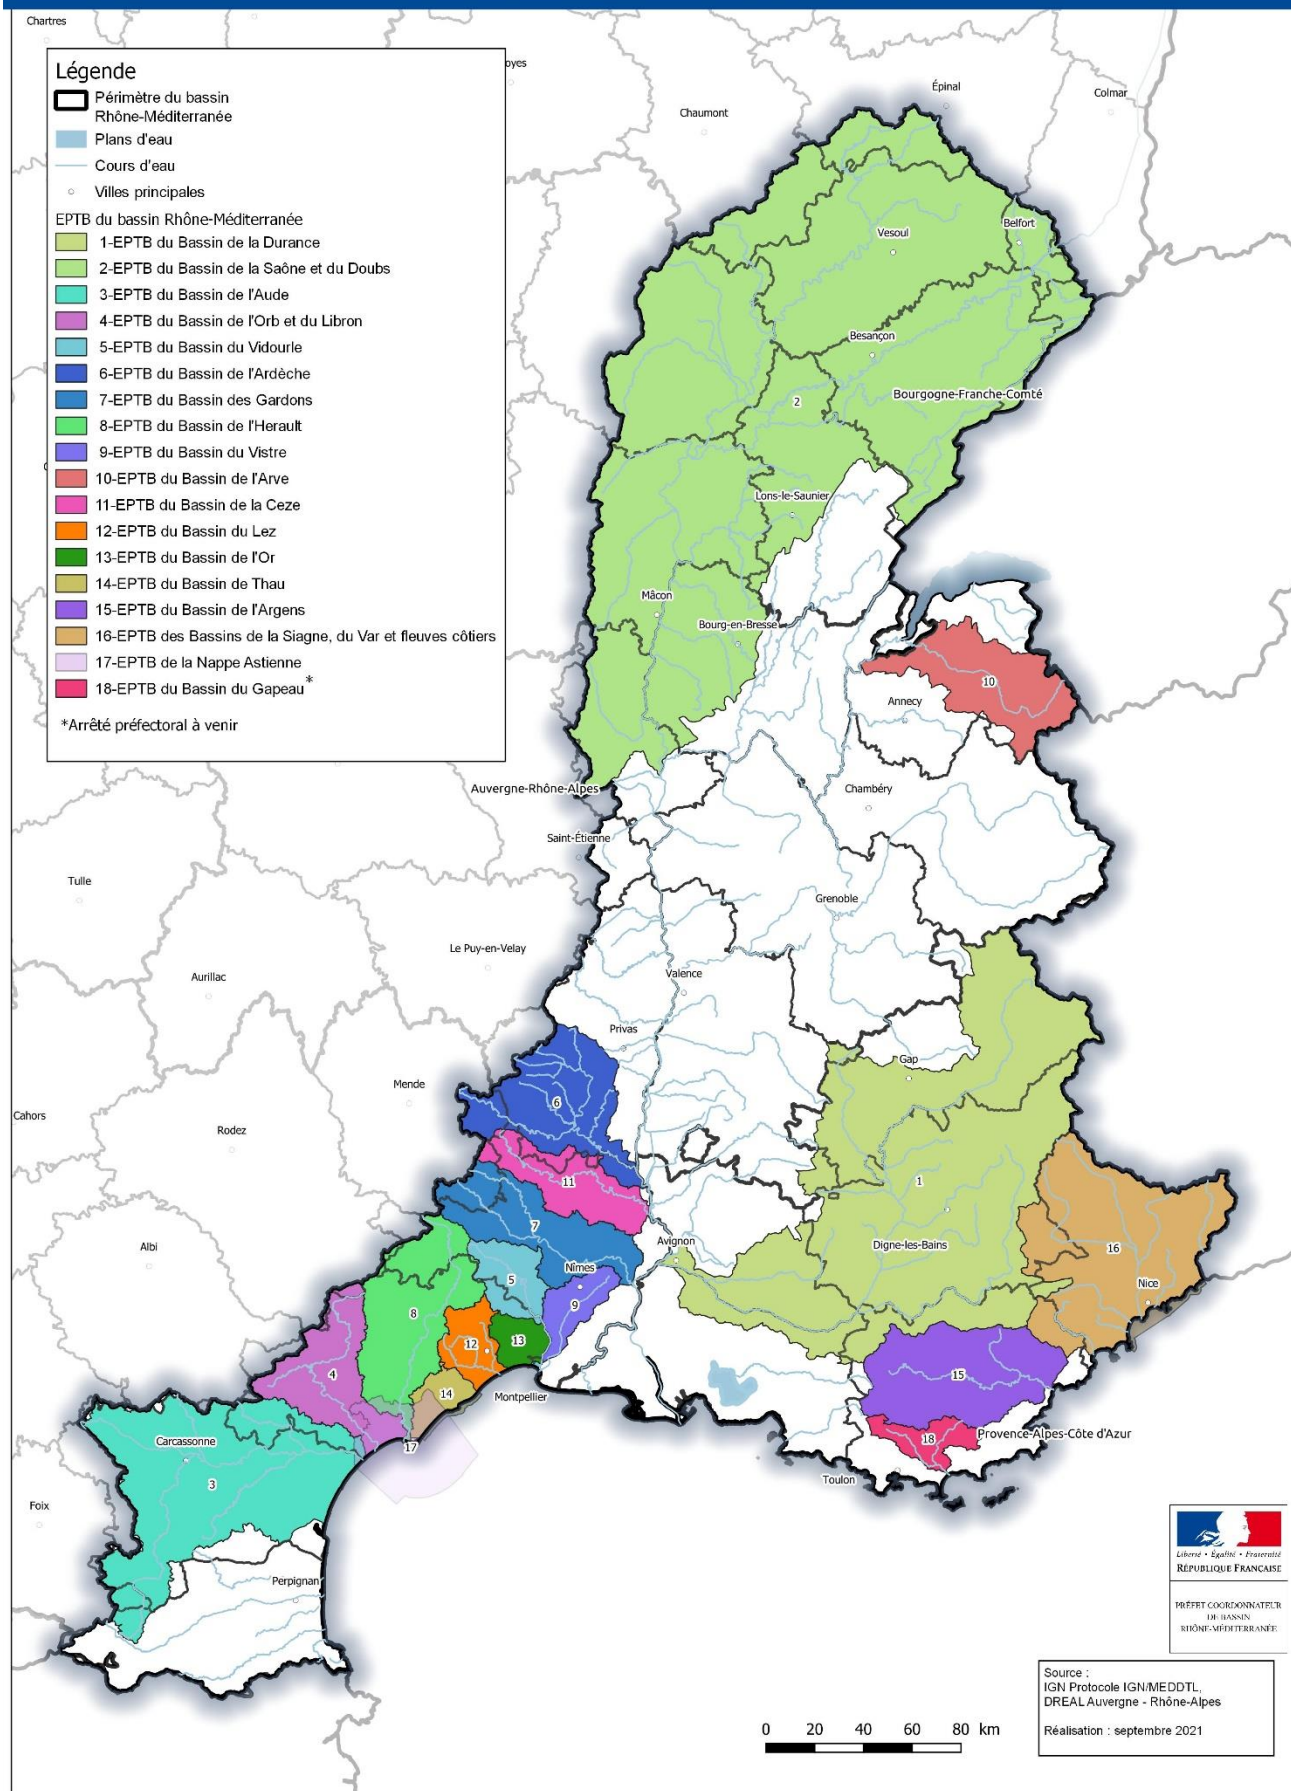 Chartres
oyes
Chaumont
Épinal
Colmar
Légende
Périmètre du bassin
Rhône-Méditerranée
Plans d'eau
Cours d'eau
Villes principales
EPTB du bassin Rhône-Méditerranée
1-EPTB du Bassin de la Durance
2-EPTB du Bassin de la Saône et du Doubs
3-EPTB du Bassin de l'Aude
4-EPTB du Bassin de l'Orb et du Libron
5-EPTB du Bassin du Vidourle
6-EPTB du Bassin de l'Ardèche
7-EPTB du Bassin des Gardons
8-EPTB du Bassin de l'Herault
9-EPTB du Bassin du Vistre
10-EPTB du Bassin de l'Arve
11-EPTB du Bassin de la Ceze
12-EPTB du Bassin du Lez
13-EPTB du Bassin de l'Or
14-EPTB du Bassin de Thau
15-EPTB du Bassin de l'Argens
16-EPTB des Bassins de la Siagne, du Var et fleuves côtiers
17-EPTB de la Nappe Astienne
18-EPTB du Bassin du Gapeau*
*Arrêté préfectoral à venir
Vesoul
Belfort
Besançon
Bourgogne-Franche-Comté
2
Lons-le-Saunier
Mâcon
Bourg-en-Bresse
10
Annecy
Auvergne-Rhône-Alpes
Chambéry
Saint-Étienne
Tulle
Grenoble
Le Puy-en-Velay
Aurillac
Valence
Privas
Gap
Mende
Cahors
6
Rodez
11
1
7
Avignon
Digne-les-Bains
Albi
16
Nîmes
5
Nice
9
8
12
13
15
4
14
Montpellier
Carcassonne
17
18
Provence-Alpes-Côte d'Azur
3
Toulon
Foix
Perpignan
Liberté • Égalité • Fraternité
RÉPUBLIQUE FRANÇAISE
PRÉFET COORDONNATEUR
DE BASSIN
RHÔNE-MÉDITERRANÉE
Source :
IGN Protocole IGN/MEDDTL,
DREAL Auvergne - Rhône-Alpes
Réalisation : septembre 2021
0 20 40 60 80 km